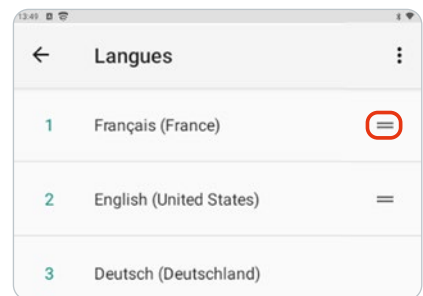 13:49
Langues
1 Français (France)
2 English (United States)
3 Deutsch (Deutschland)